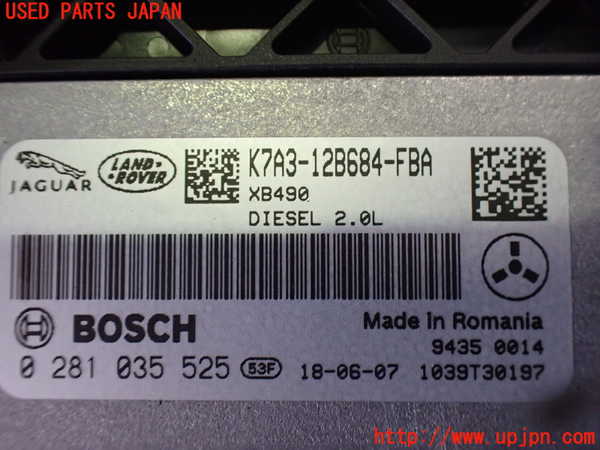 USED PARTS JAPAN
JAGUAR
LAND-
ROVER
K7A3-12B684-FBA
XB490
DIESEL 2.0L
BOSCH
Made in Romania
9435 0014
0 281 035 525 53F 18-06-07 1039T30197
http://www.upjpn.com